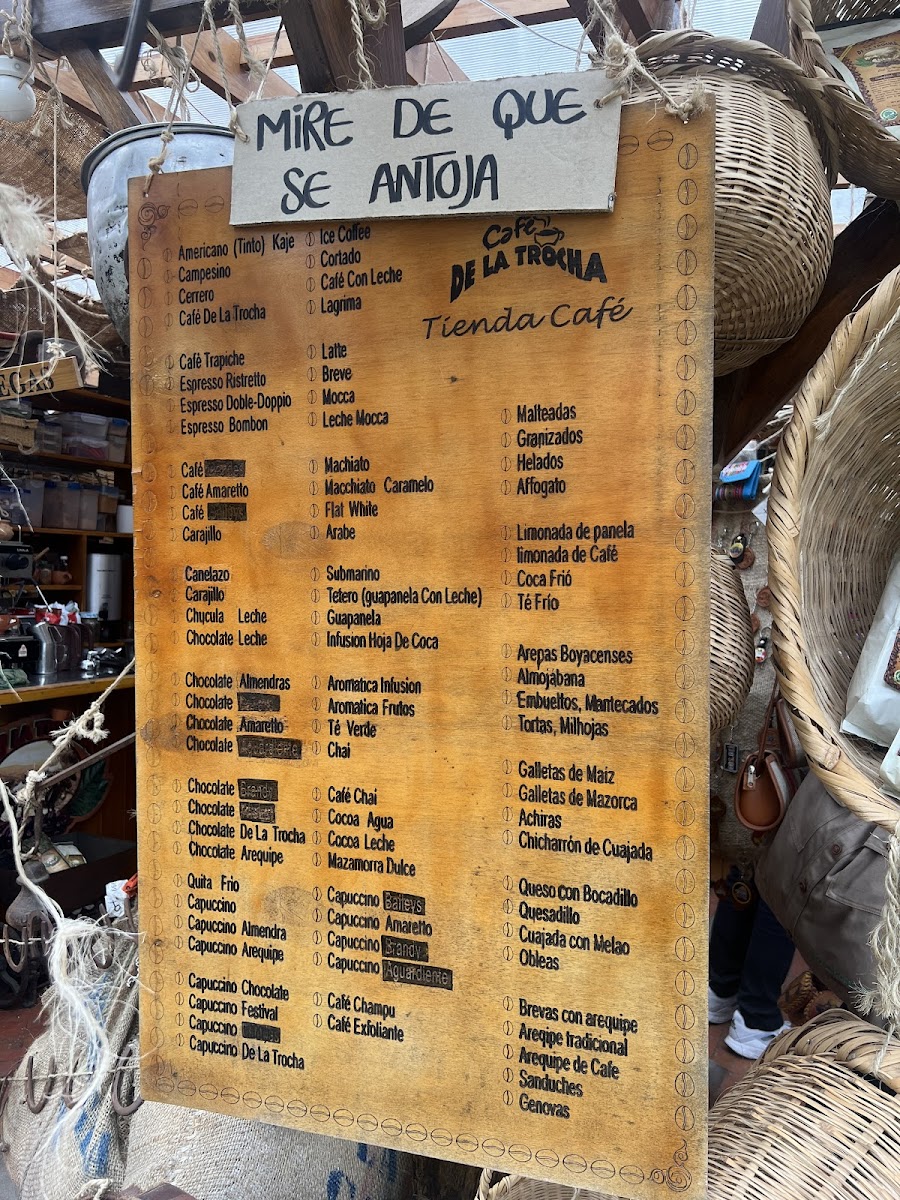 MIRE DE QUE
SE ANTOJA
Café
DE LA TROCHA
Tienda Café
Americano (Tinto) Kaje
Campesino
Cerrero
Café De La Trocha
Cafè Trapiche
Espresso Ristretto
Espresso Doble-Doppio
Espresso Bombon
Café
Café Amaretto
Café
Carajillo
Canelazo
Carajillo
Chucula Leche
Chocolate Leche
Chocolate Almendras
Chocolate
Chocolate Amaretto
Chocolate
Chocolate Brandy
Chocolate
Chocolate De La Trocha
Chocolate Arequipe
Quita Frio
Capuccino
Capuccino Almendra
Capuccino Arequipe
Capuccino Chocolate
Capuccino Festival
Capuccino
Capuccino De La Trocha
Ice Coffee
Cortado
Café Con Leche
Lagrima
Latte
Breve
Mocca
Leche Mocca
Machiato
Macchiato Caramelo
Flat White
Arabe
Submarino
Tetero (guapanela Con Leche)
Guapanela
Infusion Hoja De Coca
Aromatica Infusion
Aromatica Frutos
Té Verde
Chai
Café Chai
Cocoa Agua
Cocoa Leche
Mazamorra Dulce
Capuccino Baileys
Capuccino Amaretto
Capuccino Brandy
Capuccino Aguardiente
Café Champu
Café Exfoliante
Malteadas
Granizados
Helados
Affogato
Limonada de panela
limonada de Café
Coca Frió
Té Frío
Arepas Boyacenses
Almojábana
Embueltos, Mantecados
Tortas, Milhojas
Galletas de Maíz
Galletas de Mazorca
Achiras
Chicharrón de Cuajada
Queso con Bocadillo
Quesadillo
Cuajada con Melao
Obleas
Brevas con arequipe
Areqipe tradicional
Arequipe de Cafe
Sanduches
Genovas